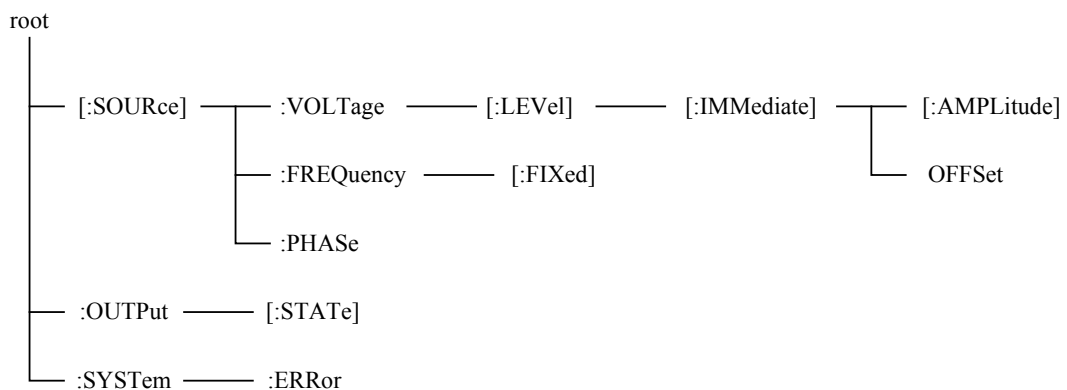 root
[:SOURce] :VOLTage [:LEVel] [:IMMediate] [:AMPLitude]
:FREQuency [:FIXed] OFFSet
:PHASe
:OUTPut [:STATe]
:SYSTem :ERRor